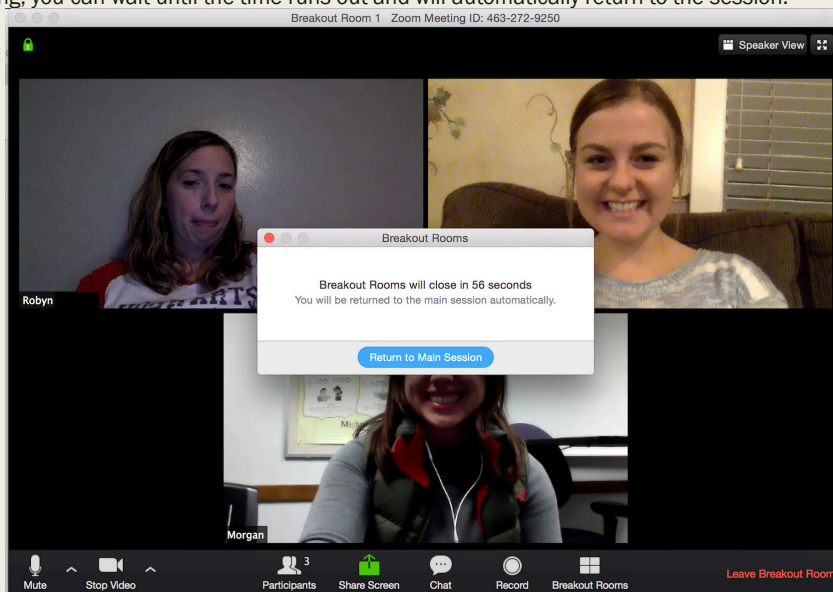 ng, you can wait until the time runs out and will automatically return to the session.
Breakout Room 1 Zoom Meeting ID: 463-272-9250
Speaker View
Breakout Rooms
Breakout Rooms will close in 56 seconds
You will be returned to the main session automatically.
Return to Main Session
Robyn
Morgan
3
Mute
Stop Video
Participants
Share Screen
Chat
Record
Breakout Rooms
Leave Breakout Room